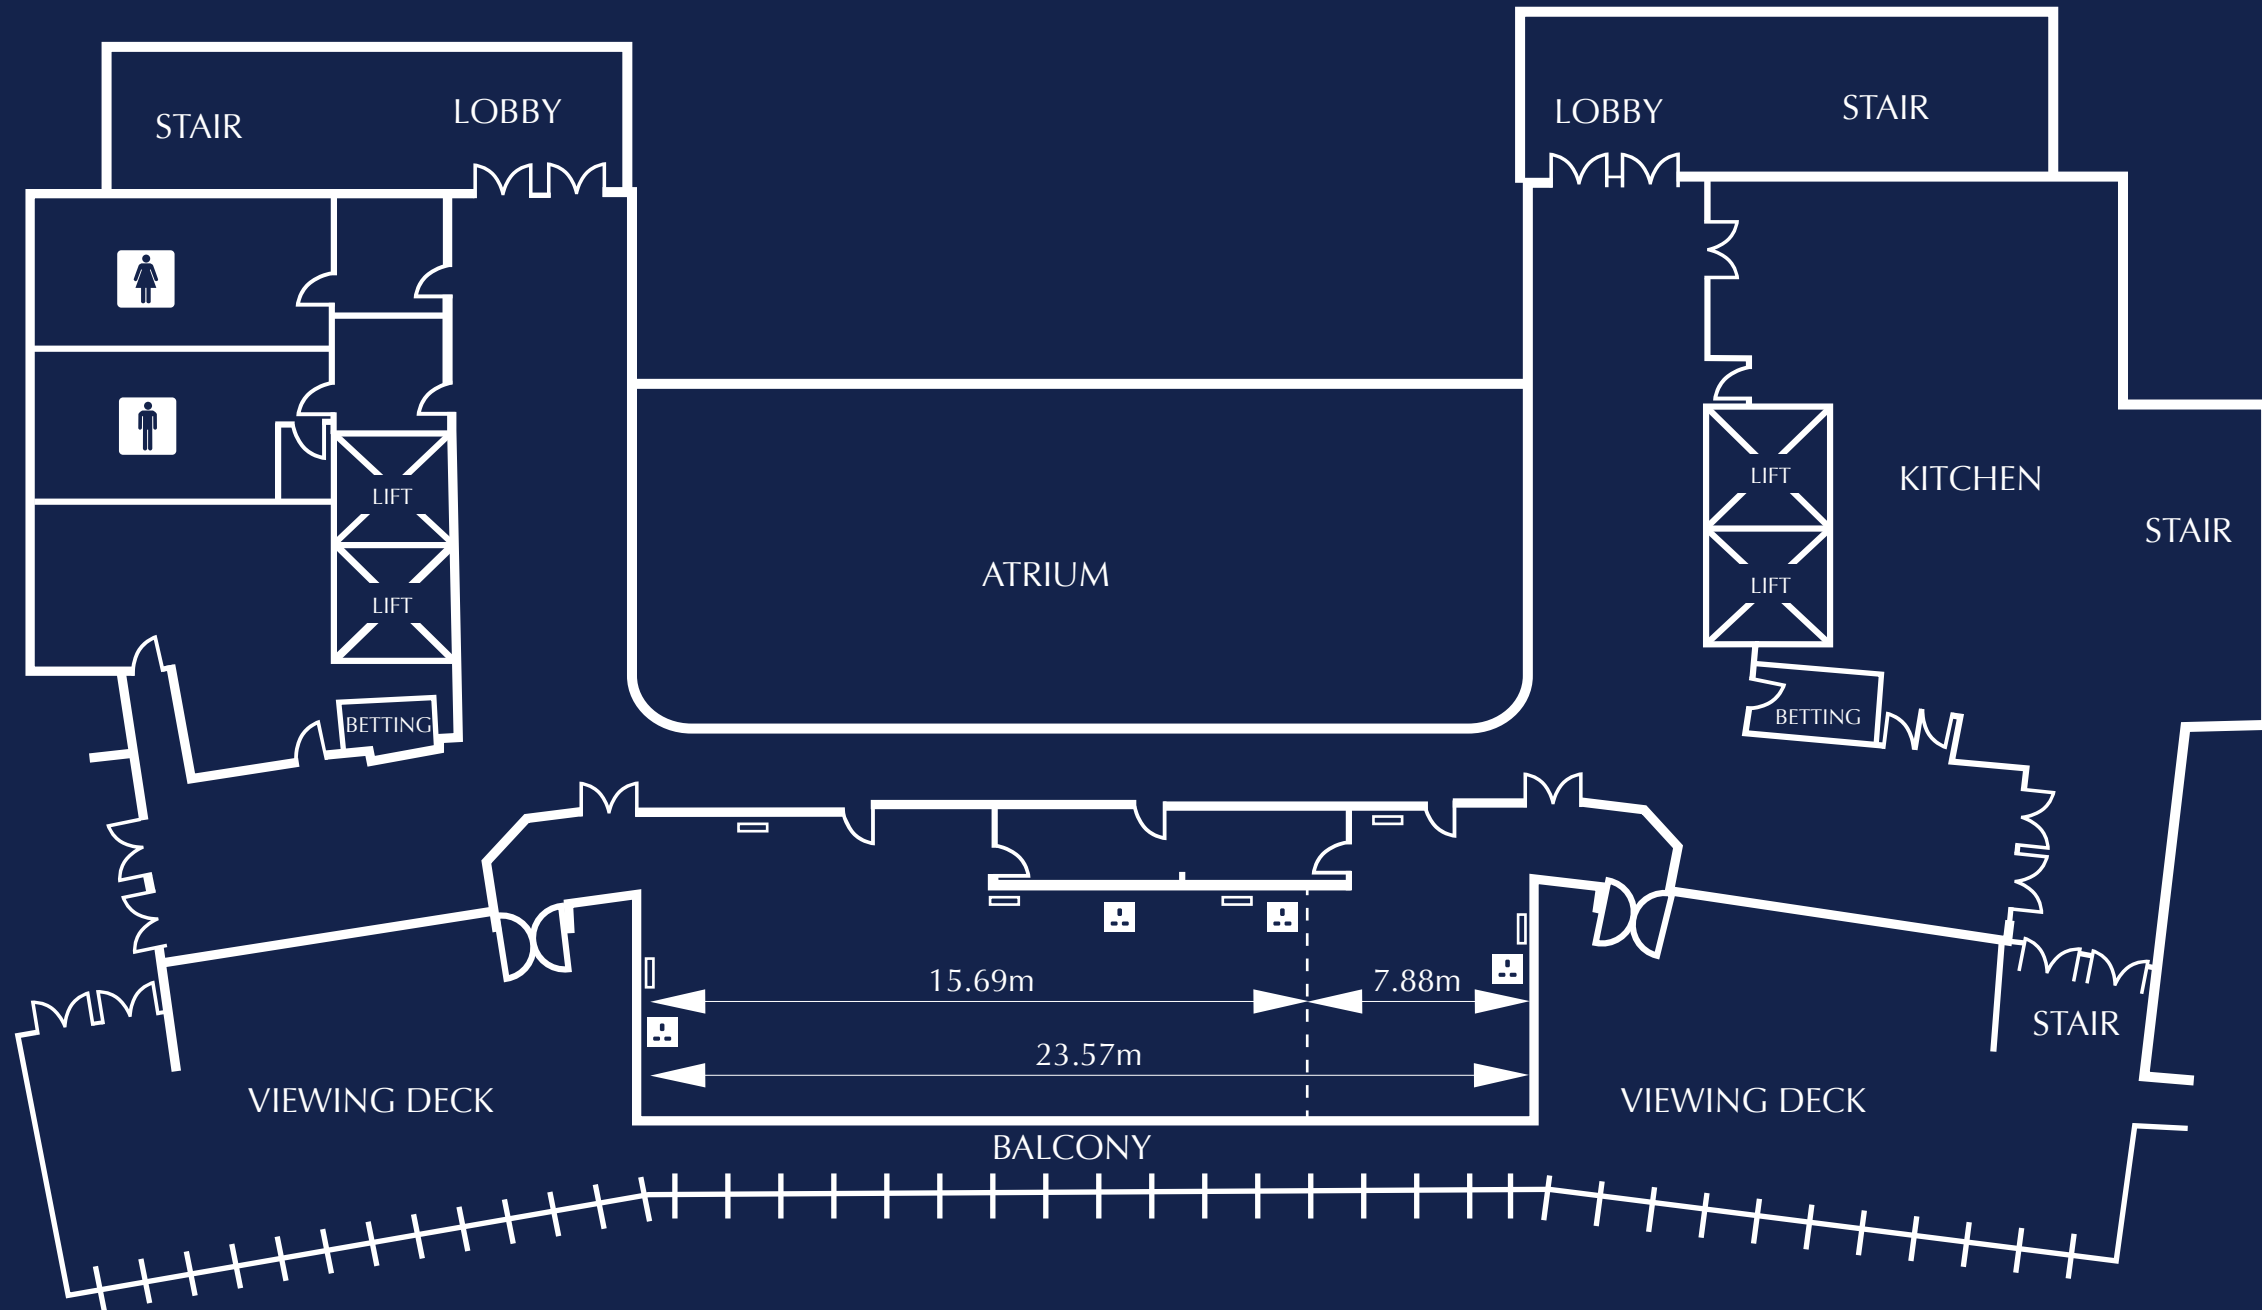 STAIR
LOBBY
LOBBY
STAIR
LIFT
LIFT
KITCHEN
STAIR
ATRIUM
LIFT
LIFT
BETTING
BETTING
15.69m
7.88m
23.57m
STAIR
VIEWING DECK
VIEWING DECK
BALCONY